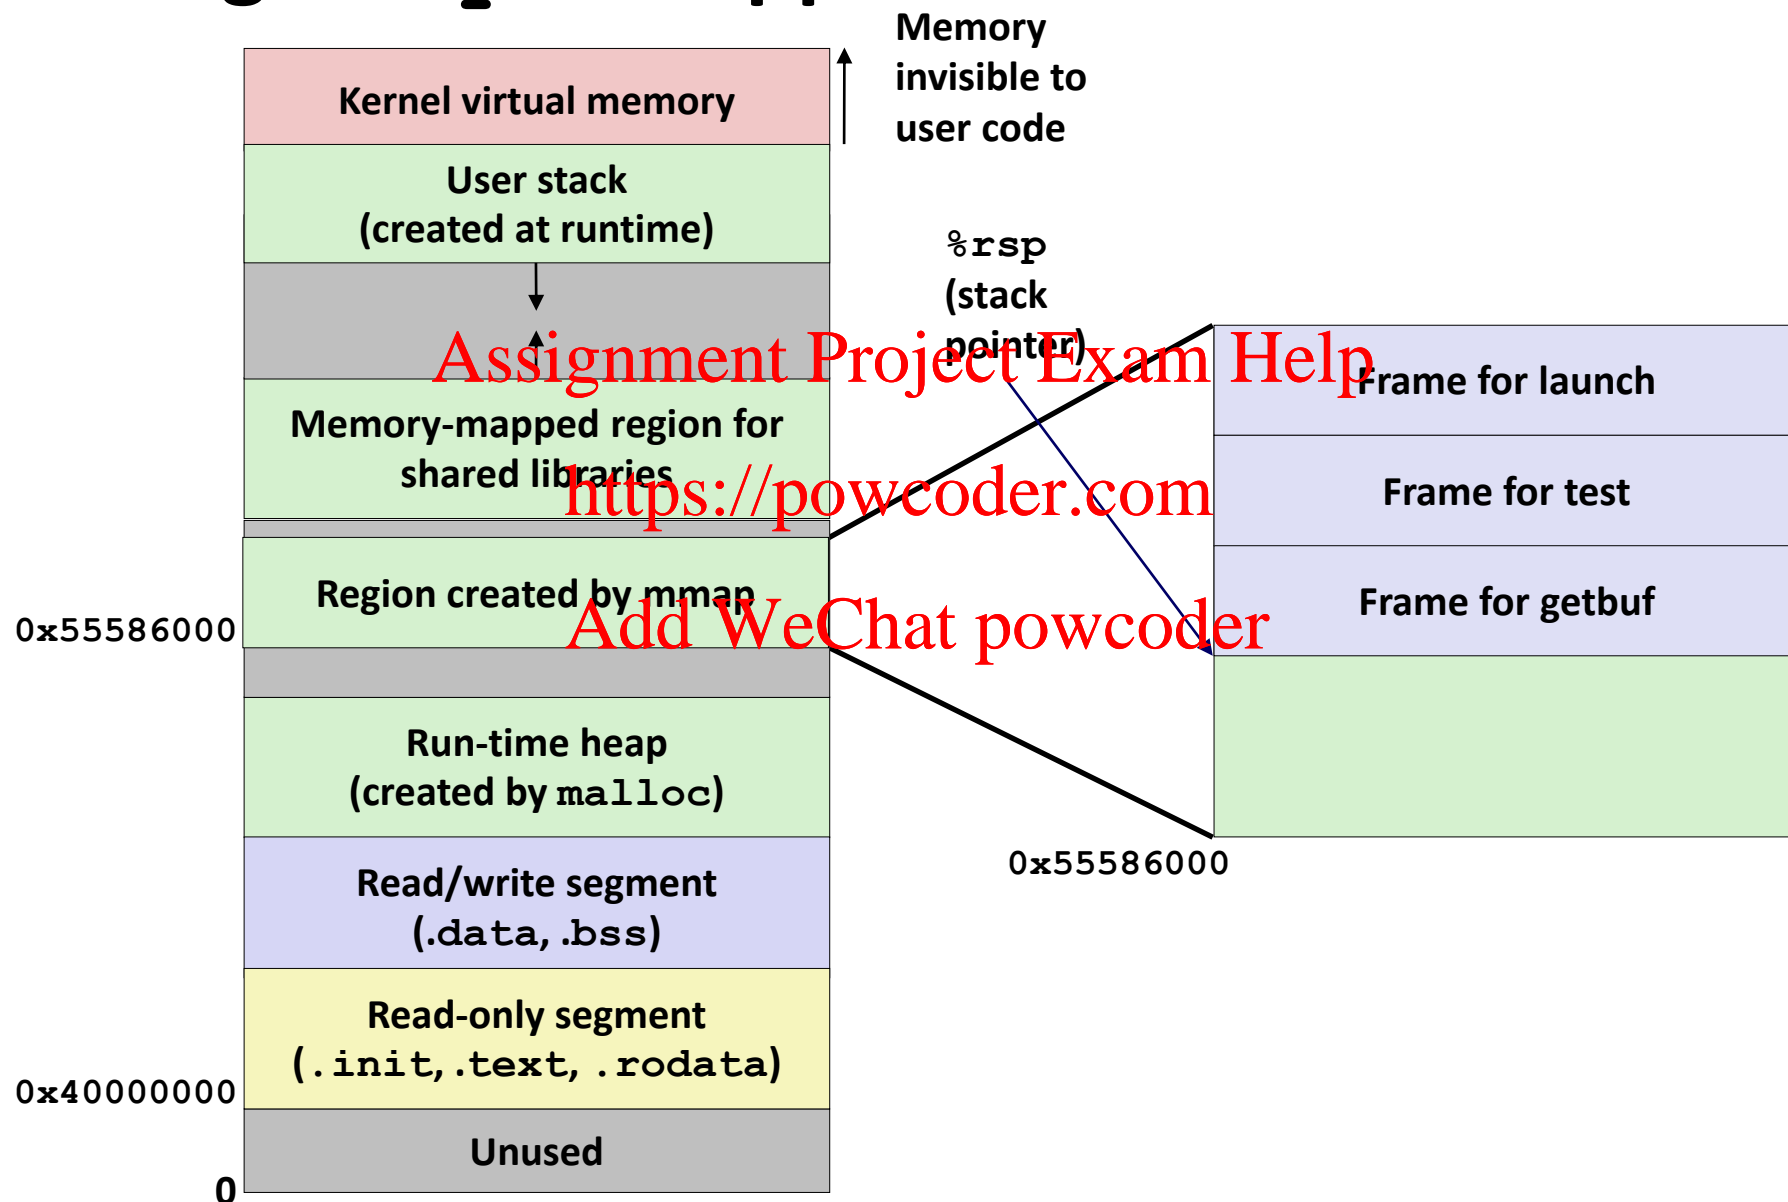 Memory
invisible to
user code
Kernel virtual memory
User stack
(created at runtime)
%rsp
(stack
pointer)
Assignment Project Exam Help
Frame for launch
Memory-mapped region for
shared libraries
https://powcoder.com
Frame for test
Region created by mmap
Add WeChat powcoder
Frame for getbuf
0x55586000
Run-time heap
(created by malloc)
0x55586000
Read/write segment
(.data, .bss)
Read-only segment
(.init, .text, .rodata)
0x40000000
Unused
0